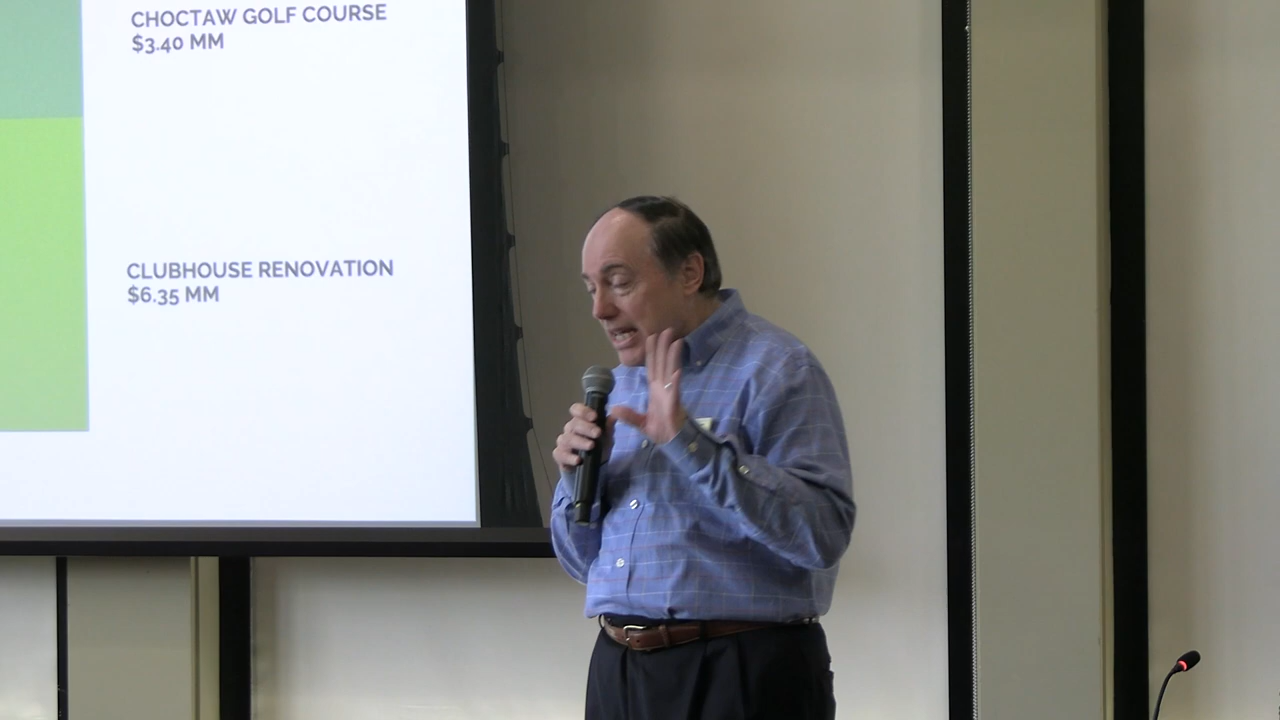 CHOCTAW GOLF COURSE
$3.40 MM
CLUBHOUSE RENOVATION
$6.35 MM